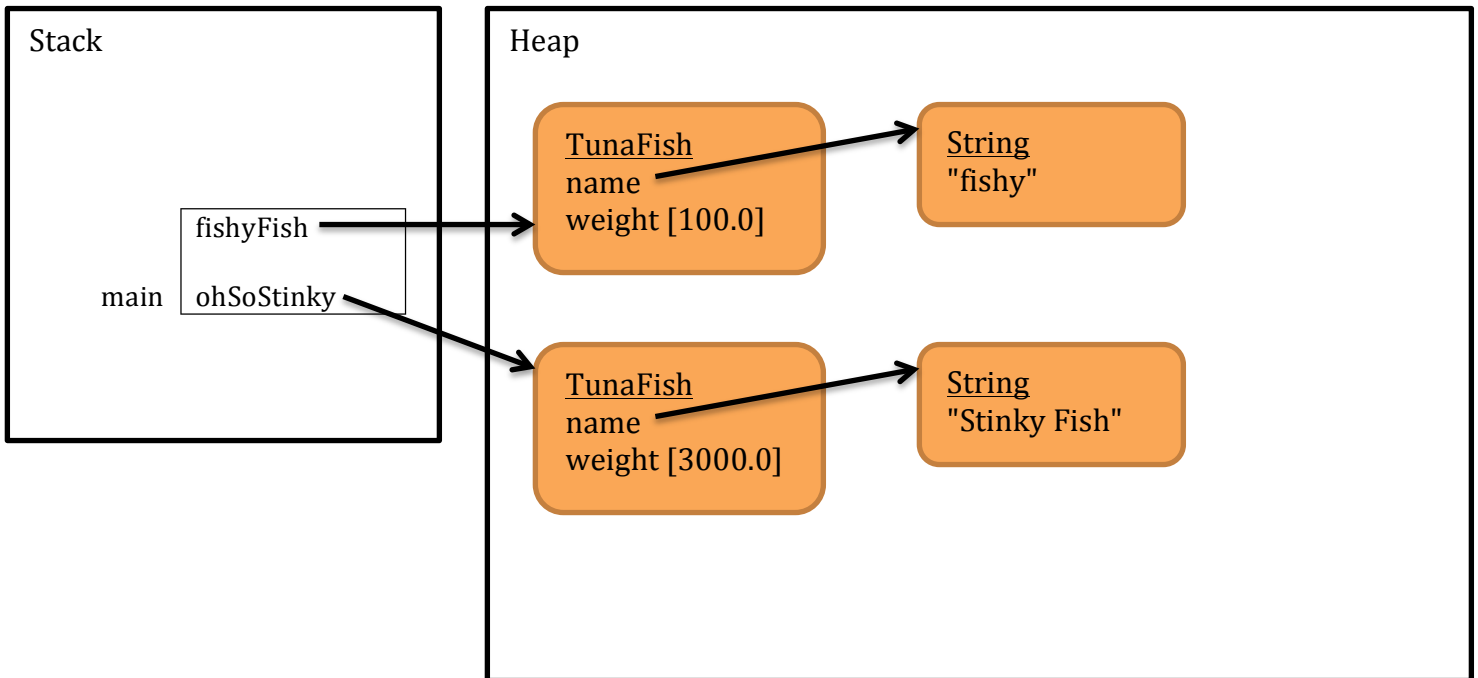 Stack
fishyFish
main ohSoStinky
Heap
TunaFish
name
weight [100.0]
String
"fishy"
TunaFish
name
weight [3000.0]
String
"Stinky Fish"